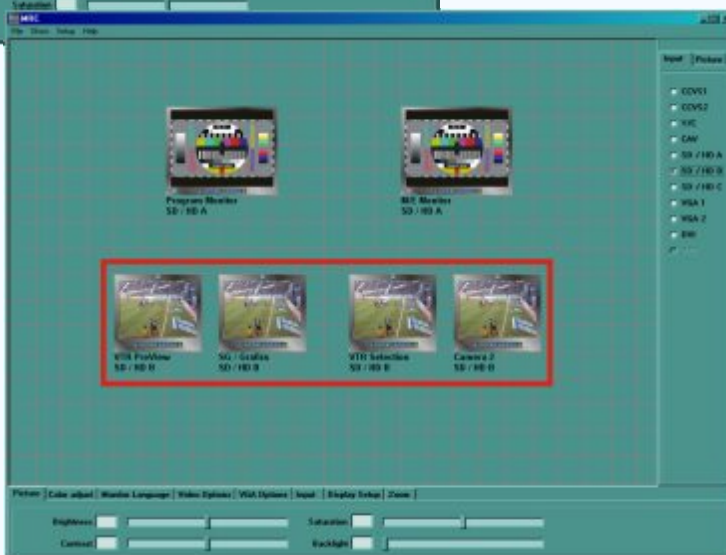 Saturation
MRC
File Show Setup Help
Input Picture
CCVS1
CCVS2
Y/C
CAV
SD / HD A
SD / HD B
SD / HD C
VGA 1
VGA 2
DVI
Program Monitor
SD / HD A
M/E Monitor
SD / HD A
VTR PreView
SD / HD B
SG / Grafics
SD / HD B
VTR Selection
SD / HD B
Camera 2
SD / HD B
Picture Color adjust Monitor Language Video Options VGA Options Input Display Setup Zoom
Brightness Saturation
Contrast Backlight